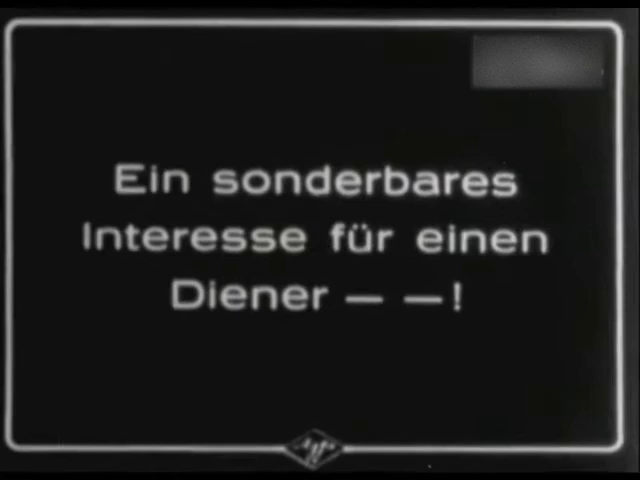 Ein sonderbares
Interesse für einen
Diener — — !